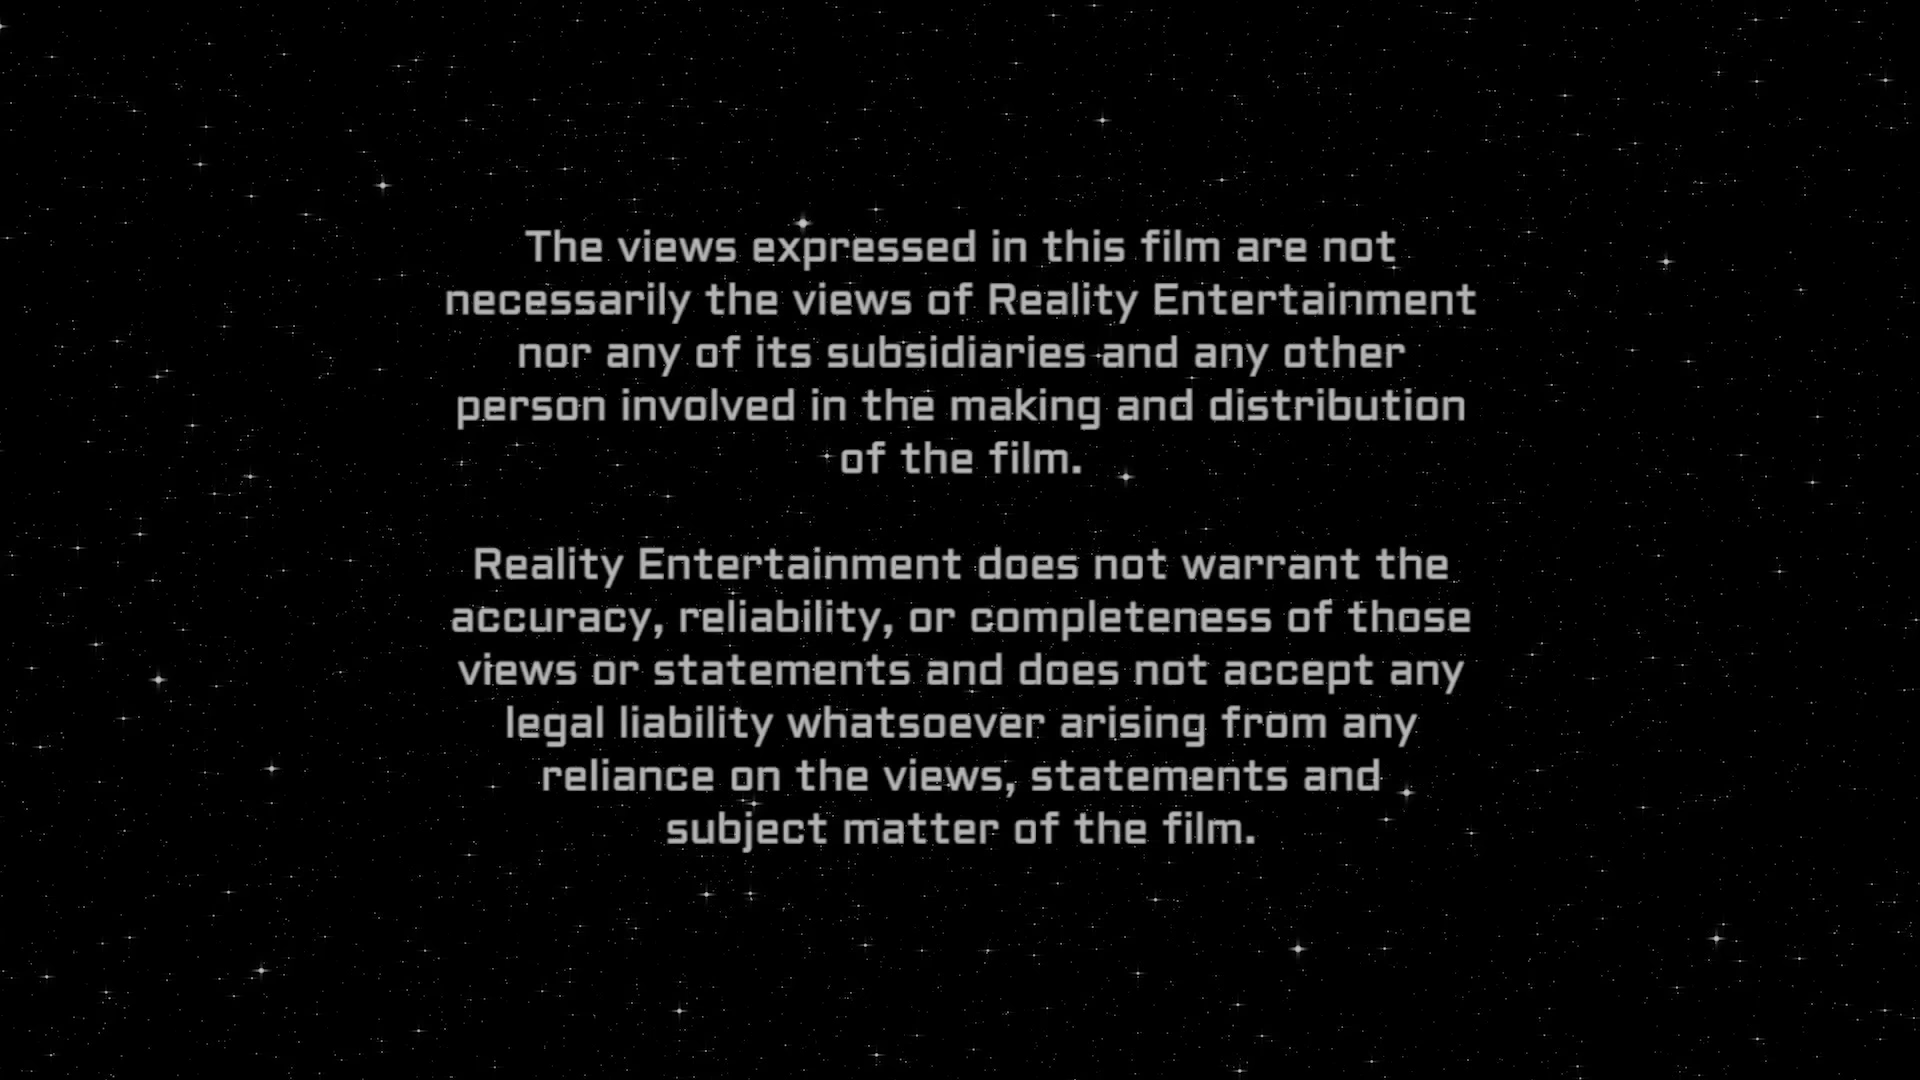 The views expressed in this film are not
necessarily the views of Reality Entertainment
nor any of its subsidiaries and any other
person involved in the making and distribution
of the film.
Reality Entertainment does not warrant the
accuracy, reliability, or completeness of those
views or statements and does not accept any
legal liability whatsoever arising from any
reliance on the views, statements and
subject matter of the film.